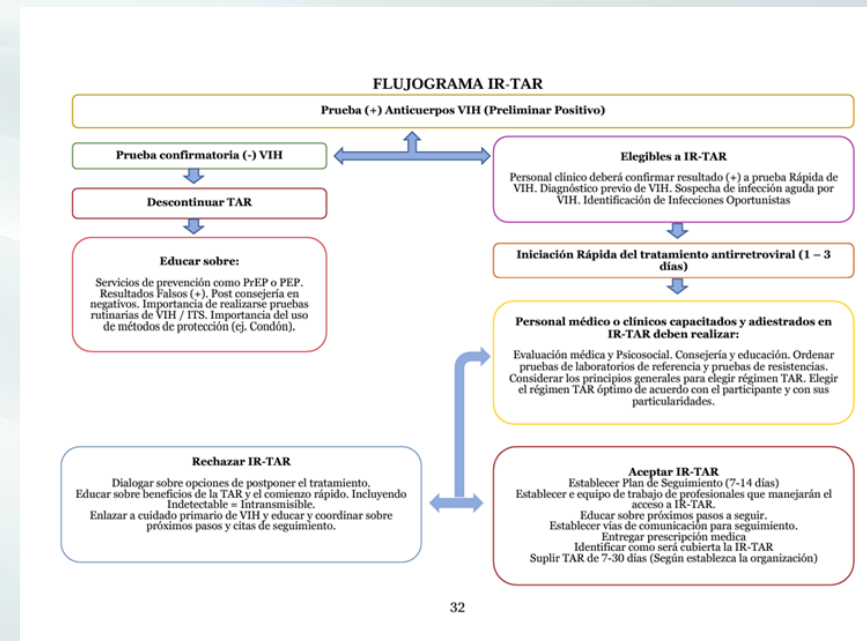 FLUJOGRAMA IR-TAR
Prueba (+) Anticuerpos VIH (Preliminar Positivo)
Prueba confirmatoria (-) VIH
Descontinuar TAR
Educar sobre:
Servicios de prevención como PrEP o PEP.
Resultados Falsos (+). Post consejería en
negativos. Importancia de realizarse pruebas
rutinarias de VIH / ITS. Importancia del uso
de métodos de protección (ej. Condón).
Elegibles a IR-TAR
Personal clínico deberá confirmar resultado (+) a prueba Rápida de
VIH. Diagnóstico previo de VIH. Sospecha de infección aguda por
VIH. Identificación de Infecciones Oportunistas
Iniciación Rápida del tratamiento antirretroviral (1 – 3
días)
Personal médico o clínicos capacitados y adiestrados en
IR-TAR deben realizar:
Evaluación médica y Psicosocial. Consejería y educación. Ordenar
pruebas de laboratorios de referencia y pruebas de resistencias.
Considerar los principios generales para elegir régimen TAR. Elegir
el régimen TAR óptimo de acuerdo con el participante y con sus
particularidades.
Rechazar IR-TAR
Dialogar sobre opciones de postponer el tratamiento.
Educar sobre beneficios de la TAR y el comienzo rápido. Incluyendo
Indetectable = Intransmisible.
Enlazar a cuidado primario de VIH y educar y coordinar sobre
próximos pasos y citas de seguimiento.
Aceptar IR-TAR
Establecer Plan de Seguimiento (7-14 días)
Establecer e equipo de trabajo de profesionales que manejarán el
acceso a IR-TAR.
Educar sobre próximos pasos a seguir.
Establecer vías de comunicación para seguimiento.
Entregar prescripción medica
Identificar como será cubierta la IR-TAR
Suplir TAR de 7-30 días (Según establezca la organización)
32